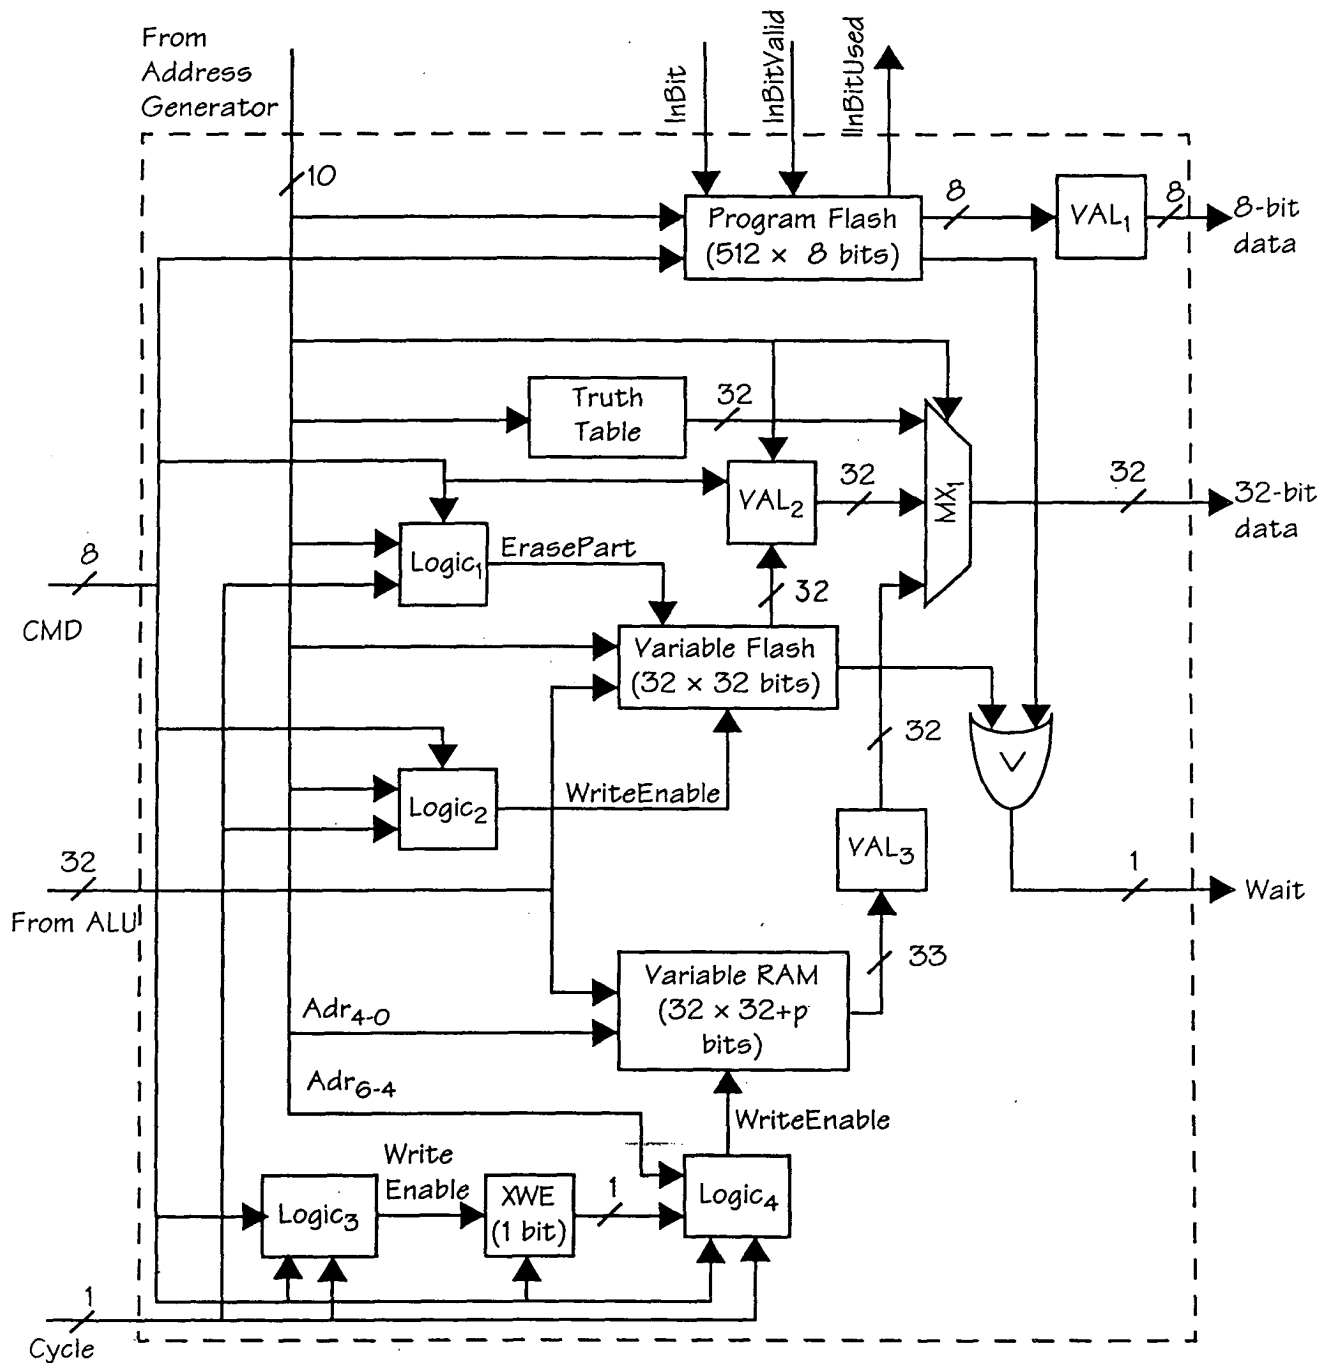 From
Address
Generator
InBit
InBitValid
IInBitUsed
10
Program Flash
(512 × 8 bits)
8
VAL1
8
8-bit
data
Truth
Table
32
VAL2
32
MX1
32
32-bit
data
8
CMD
Logic1
ErasePart
32
Variable Flash
(32 × 32 bits)
32
V
Logic2
WriteEnable
VAL3
32
From ALU
1
Wait
33
Variable RAM
(32 × 32+p
bits)
Adr4-0
Adr6-4
WriteEnable
Write
Enable
Logic3
XWE
(1 bit)
1
Logic4
1
Cycle